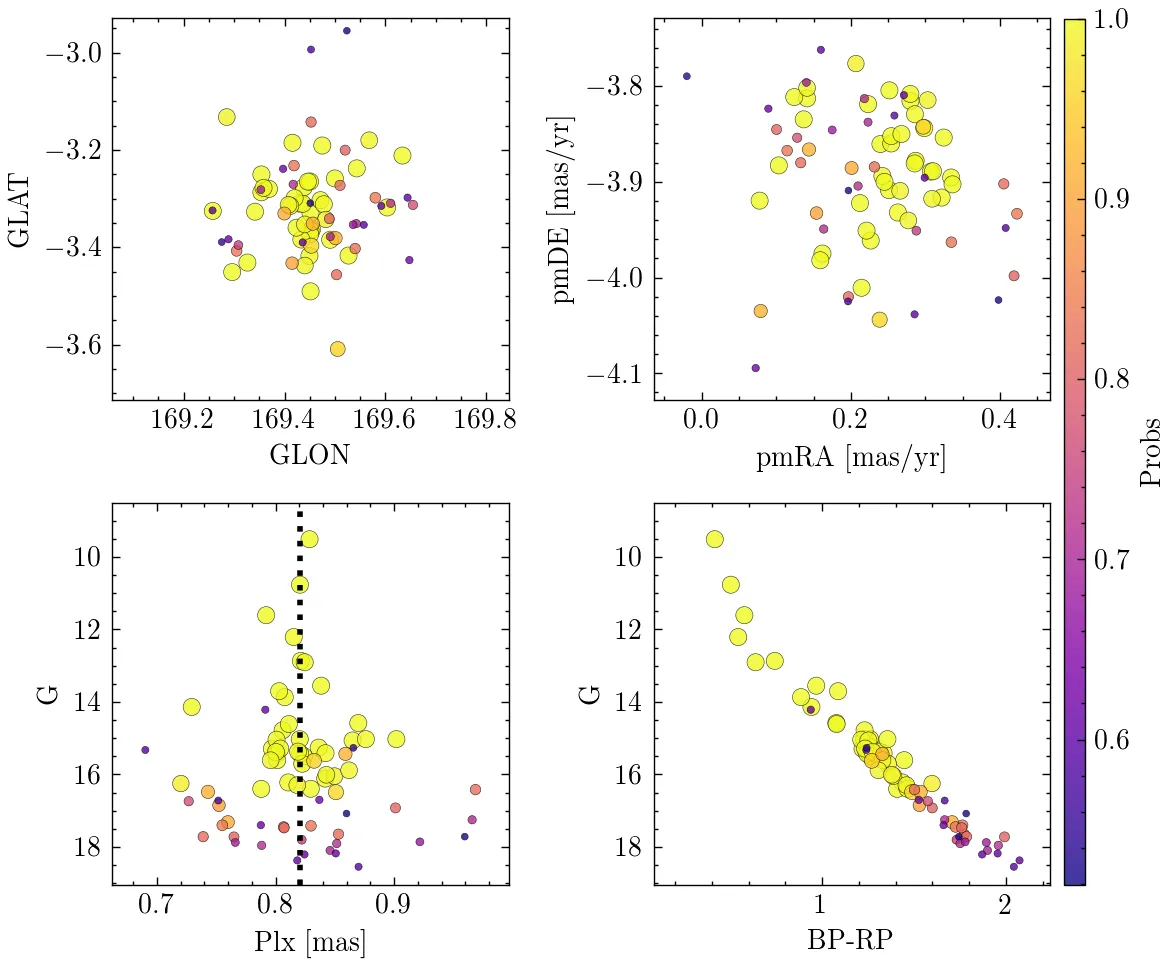 −3.0
−3.2
−3.4
−3.6
GLAT
169.2 169.4 169.6 169.8
GLON
−3.8
−3.9
−4.0
−4.1
pmDE [mas/yr]
0.0 0.2 0.4
pmRA [mas/yr]
10
12
14
16
18
G
0.7 0.8 0.9
Plx [mas]
10
12
14
16
18
G
1 2
BP-RP
1.0
0.9
0.8
0.7
0.6
Probs